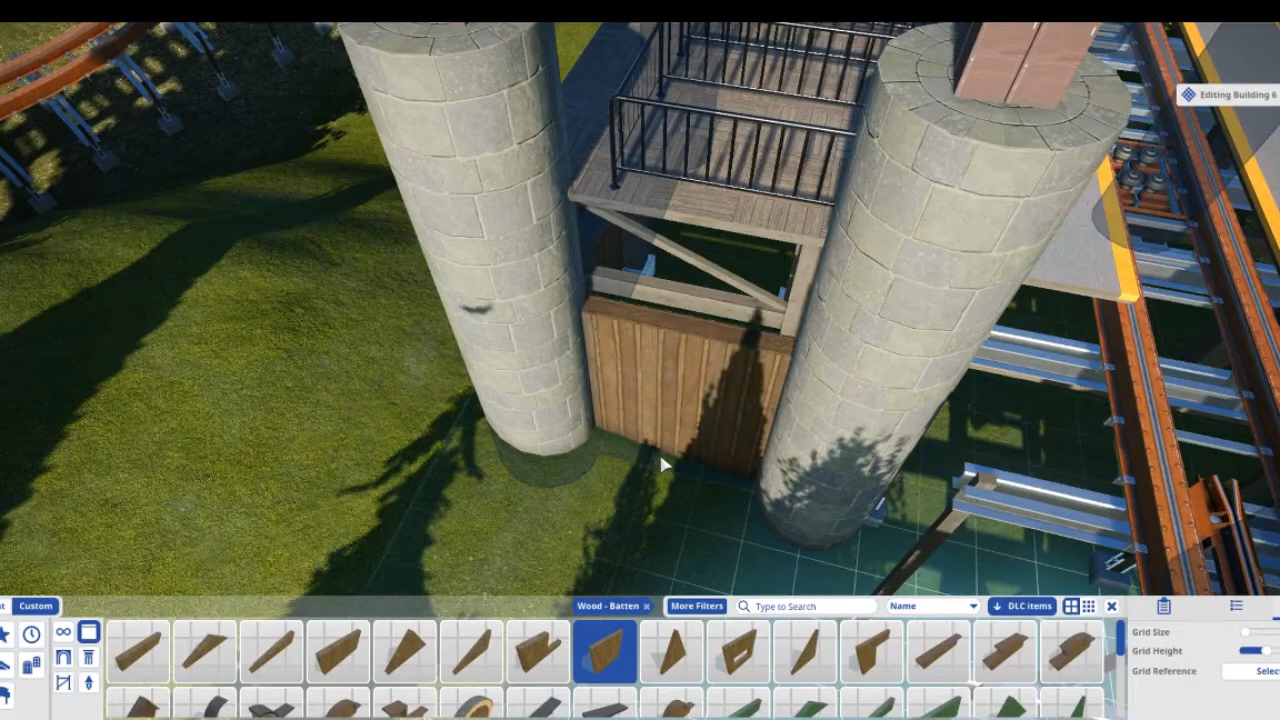 Editing Building 6
Custom
Wood - Batten ×
More Filters
Type to Search
Name
DLC items
Grid Size
Grid Height
Grid Reference